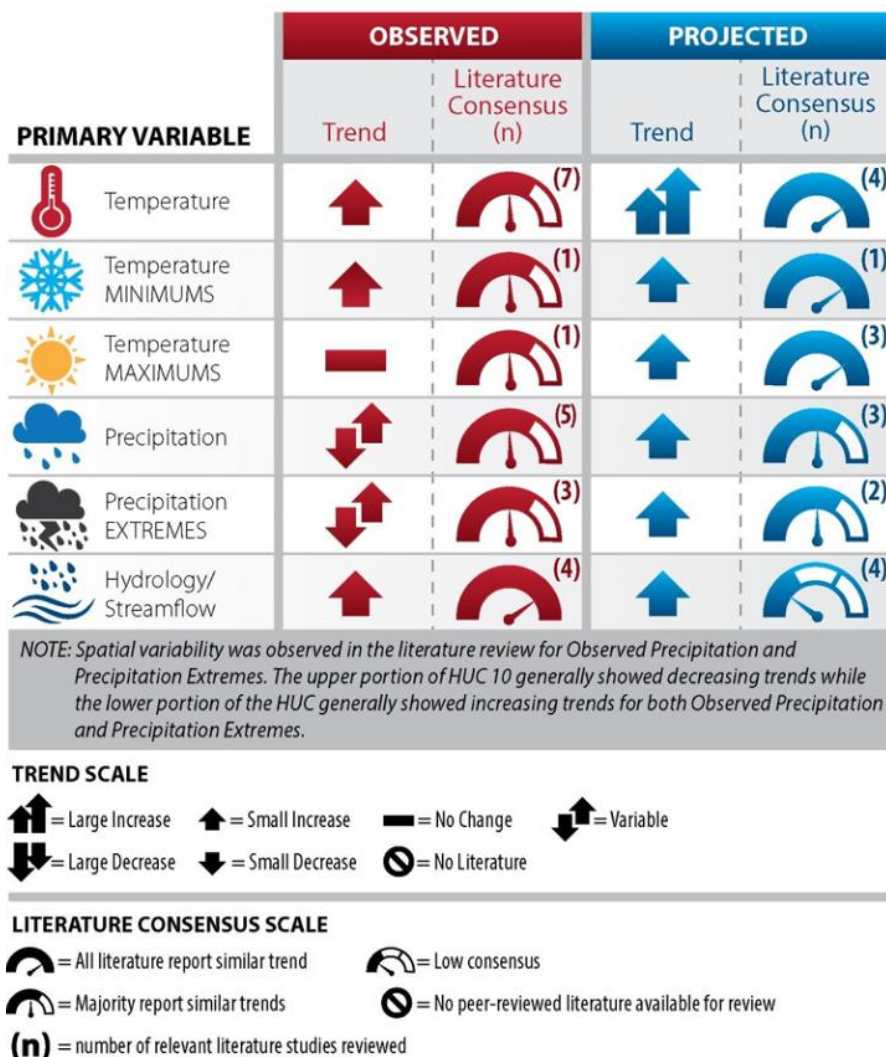 OBSERVED PROJECTED
PRIMARY VARIABLE Trend Literature Consensus (n) Trend Literature Consensus (n)
Temperature (7) (4)
Temperature MINIMUMS (1) (1)
Temperature MAXIMUMS (1) (3)
Precipitation (5) (3)
Precipitation EXTREMES (3) (2)
Hydrology/ Streamflow (4) (4)
NOTE: Spatial variability was observed in the literature review for Observed Precipitation and
Precipitation Extremes. The upper portion of HUC 10 generally showed decreasing trends while
the lower portion of the HUC generally showed increasing trends for both Observed Precipitation
and Precipitation Extremes.
TREND SCALE
= Large Increase = Small Increase = No Change = Variable
= Large Decrease = Small Decrease = No Literature
LITERATURE CONSENSUS SCALE
= All literature report similar trend = Low consensus
= Majority report similar trends = No peer-reviewed literature available for review
(n) = number of relevant literature studies reviewed